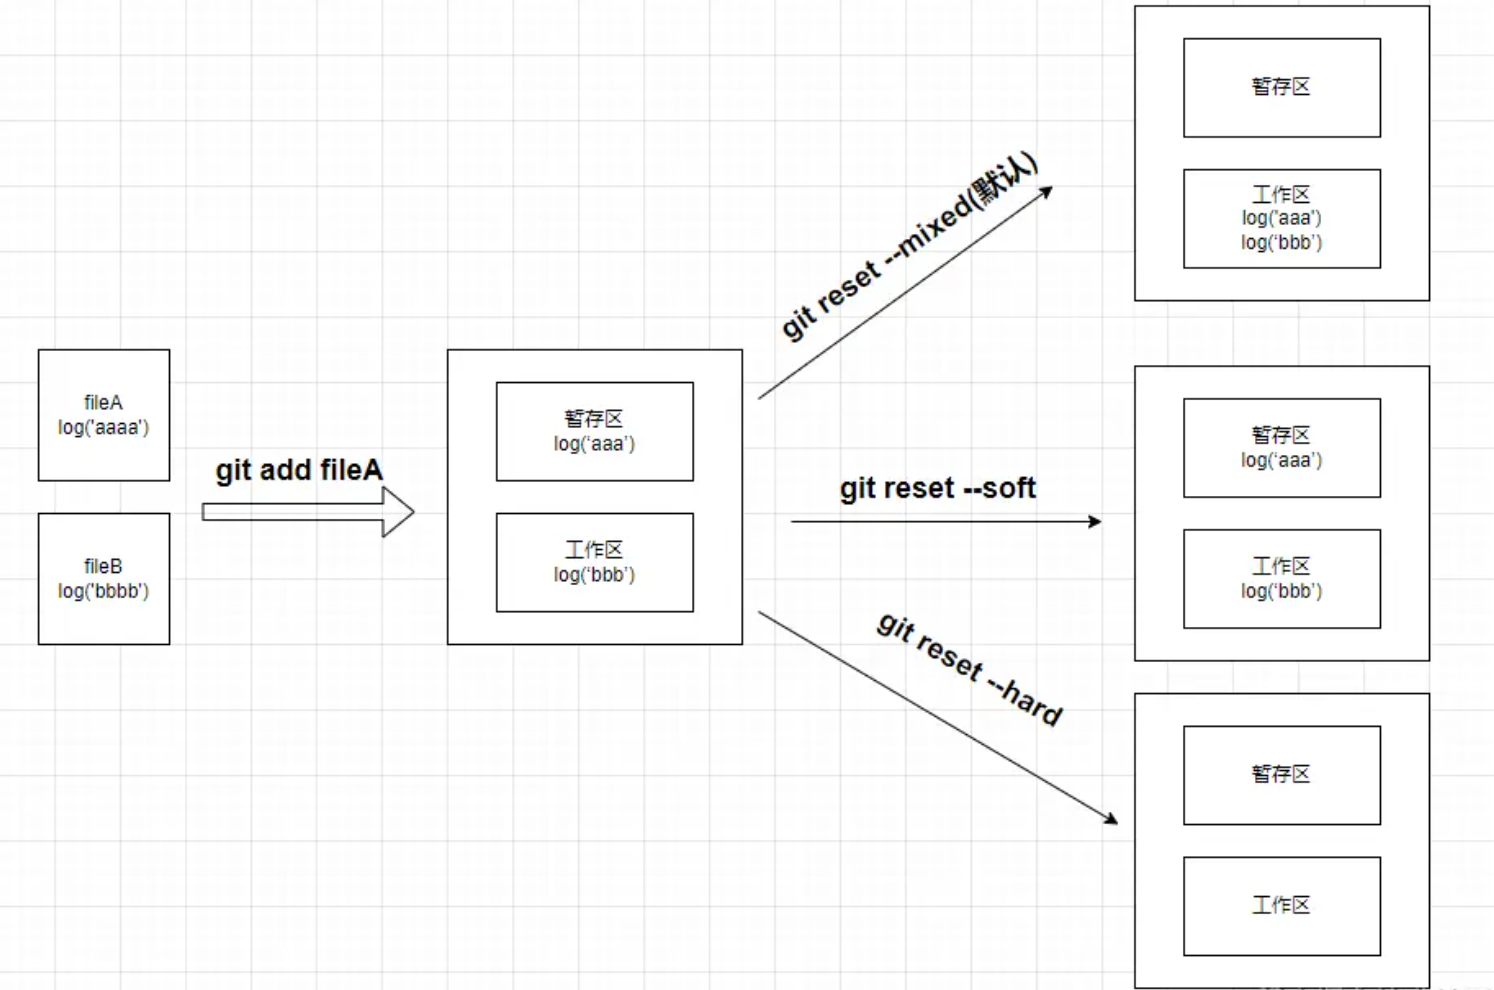 fileA
log('aaaa')
fileB
log('bbbb')
git add fileA
暂存区
log(‘aaa’)
工作区
log(‘bbb’)
git reset --mixed(默认)
git reset --soft
git reset --hard
暂存区
工作区
log('aaa')
log(‘bbb’)
暂存区
log(‘aaa’)
工作区
log(‘bbb’)
暂存区
工作区